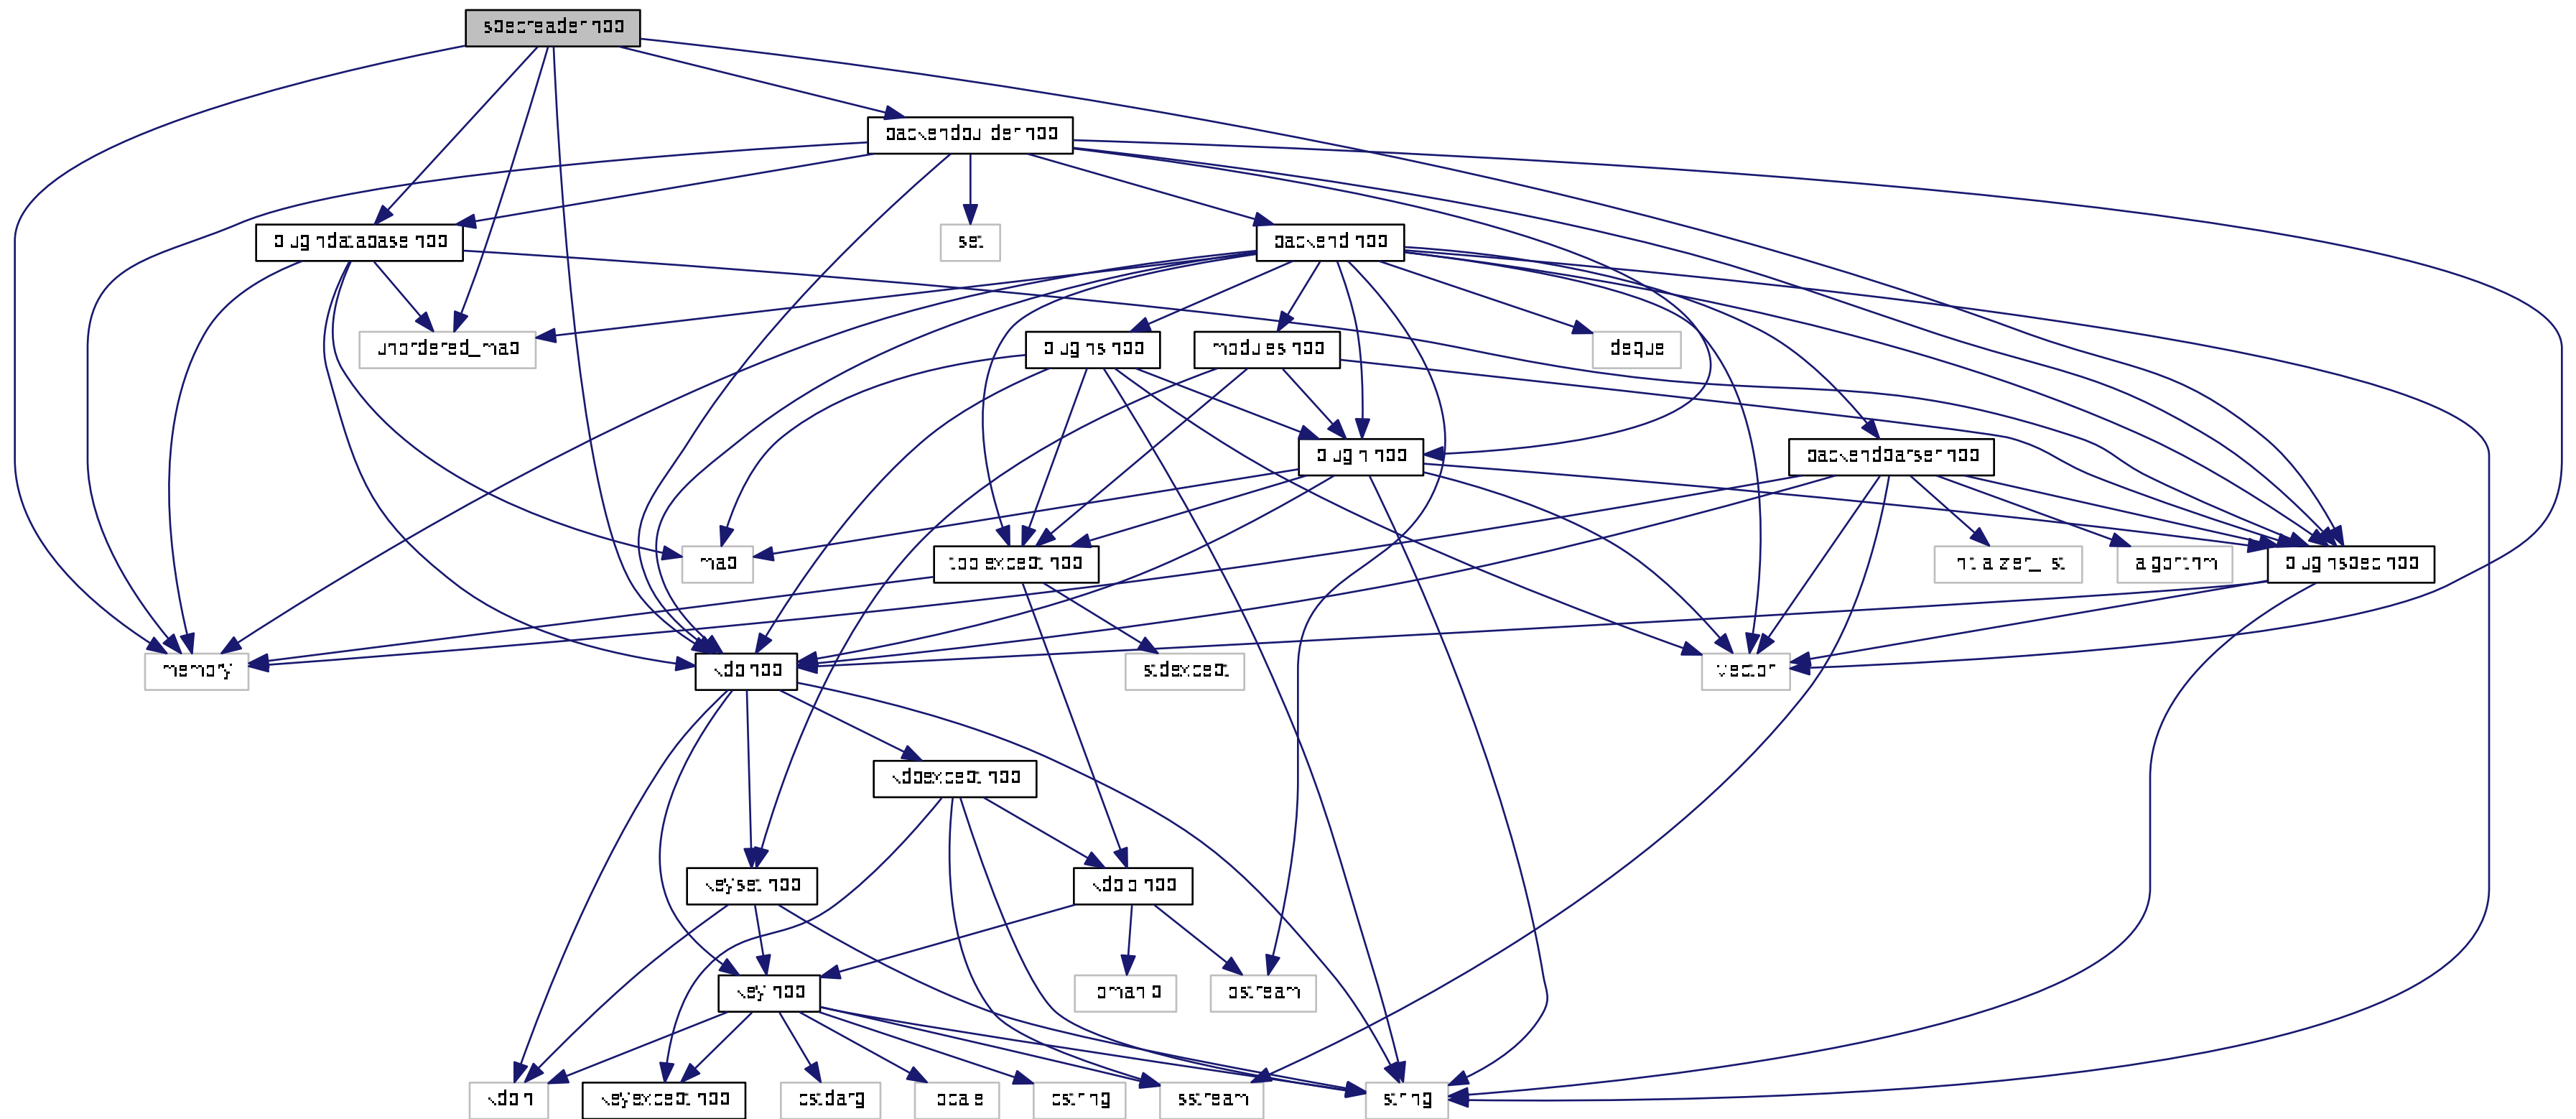 specreader.hpp
backendbuilder.hpp
plugindatabase.hpp
set
backend.hpp
unordered_map
plugins.hpp
modules.hpp
deque
plugin.hpp
backendparser.hpp
map
toolexcept.hpp
initializer_list
algorithm
pluginspec.hpp
memory
kdb.hpp
stdexcept
vector
kdbexcept.hpp
keyset.hpp
kdbio.hpp
key.hpp
iomanip
ostream
kdb.h
keyexcept.hpp
cstdarg
locale
cstring
sstream
string